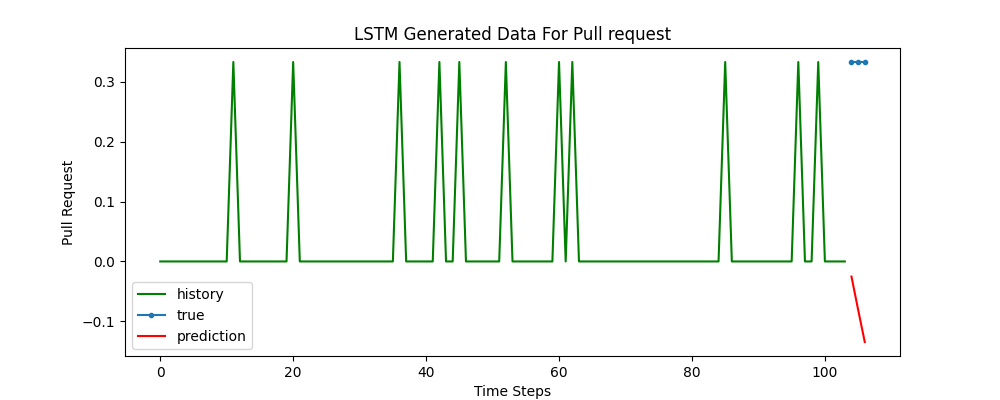 LSTM Generated Data For Pull request
Pull Request
0.3
0.2
0.1
0.0
−0.1
history
true
prediction
0 20 40 60 80 100
Time Steps